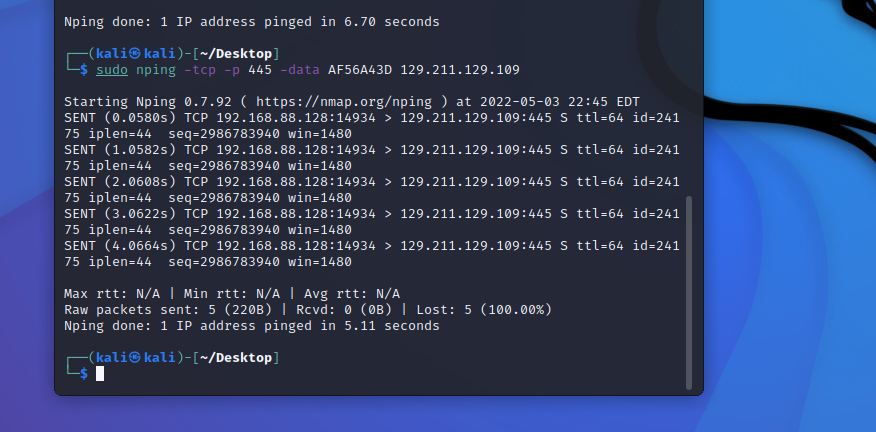 Nping done: 1 IP address pinged in 6.70 seconds
┌──(kali㉿kali)-[~/Desktop]
└─$ sudo nping -tcp -p 445 -data AF56A43D 129.211.129.109
Starting Nping 0.7.92 ( https://nmap.org/nping ) at 2022-05-03 22:45 EDT
SENT (0.0580s) TCP 192.168.88.128:14934 > 129.211.129.109:445 S ttl=64 id=241
75 iplen=44  seq=2986783940 win=1480
SENT (1.0582s) TCP 192.168.88.128:14934 > 129.211.129.109:445 S ttl=64 id=241
75 iplen=44  seq=2986783940 win=1480
SENT (2.0608s) TCP 192.168.88.128:14934 > 129.211.129.109:445 S ttl=64 id=241
75 iplen=44  seq=2986783940 win=1480
SENT (3.0622s) TCP 192.168.88.128:14934 > 129.211.129.109:445 S ttl=64 id=241
75 iplen=44  seq=2986783940 win=1480
SENT (4.0664s) TCP 192.168.88.128:14934 > 129.211.129.109:445 S ttl=64 id=241
75 iplen=44  seq=2986783940 win=1480
Max rtt: N/A | Min rtt: N/A | Avg rtt: N/A
Raw packets sent: 5 (220B) | Rcvd: 0 (0B) | Lost: 5 (100.00%)
Nping done: 1 IP address pinged in 5.11 seconds
┌──(kali㉿kali)-[~/Desktop]
└─$